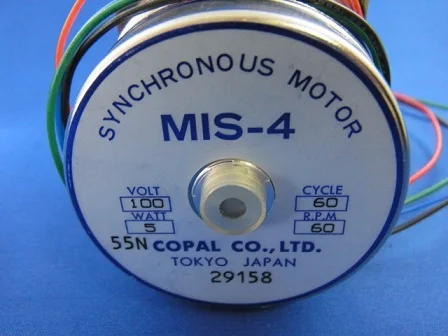 SYNCHRONOUS MOTOR
MIS-4
VOLT
100
WATT
5
CYCLE
60
R.P.M
60
55N COPAL CO., LTD.
TOKYO JAPAN
29158